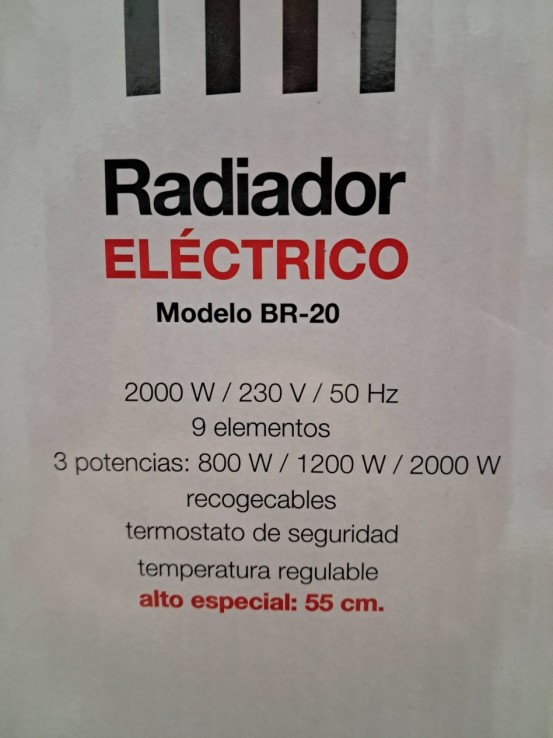 Radiador
ELÉCTRICO
Modelo BR-20
2000 W / 230 V / 50 Hz
9 elementos
3 potencias: 800 W / 1200 W / 2000 W
recogecables
termostato de seguridad
temperatura regulable
alto especial: 55 cm.